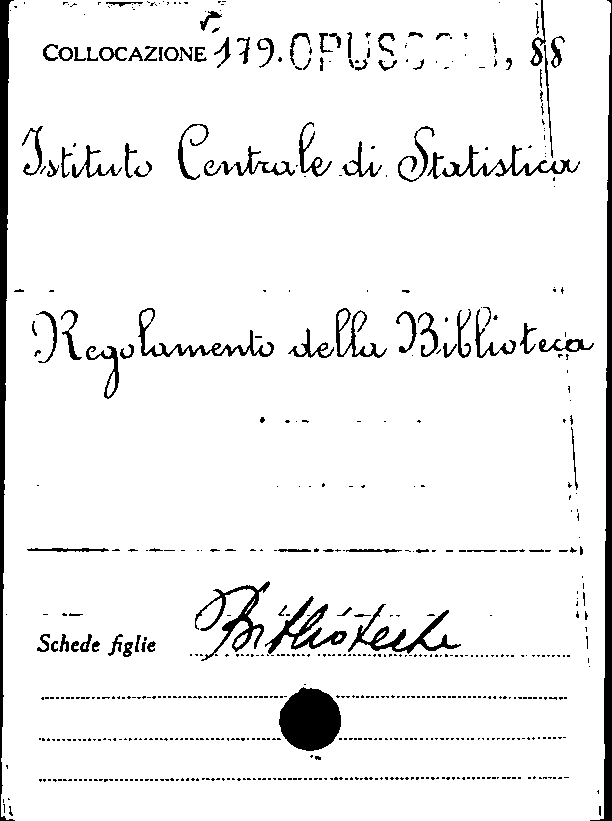 COLLOCAZIONE 179.OPUSCOLI, 88
Istituto Centrale di Statistica
Regolamento della Biblioteca
Schede figlie Biblioteche